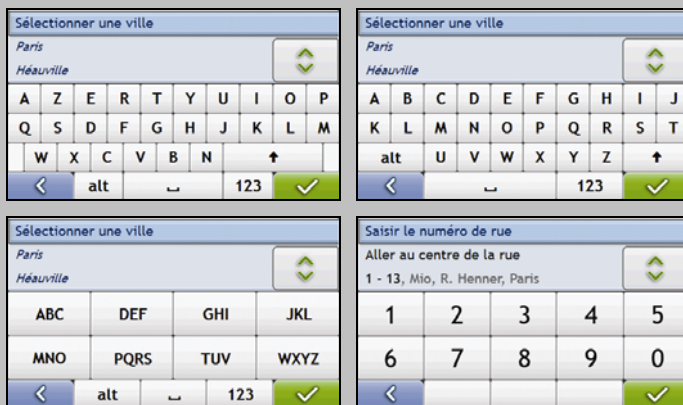 Sélectionner une ville
Paris
Héauville
A Z E R T Y U I O P
Q S D F G H J K L M
W X C V B N
alt 123
Sélectionner une ville
Paris
Héauville
A B C D E F G H I J
K L M N O P Q R S T
alt U V W X Y Z
123
Sélectionner une ville
Paris
Héauville
ABC DEF GHI JKL
MNO PQRS TUV WXYZ
alt 123
Saisir le numéro de rue
Aller au centre de la rue
1 - 13, Mio, R. Henner, Paris
1 2 3 4 5
6 7 8 9 0